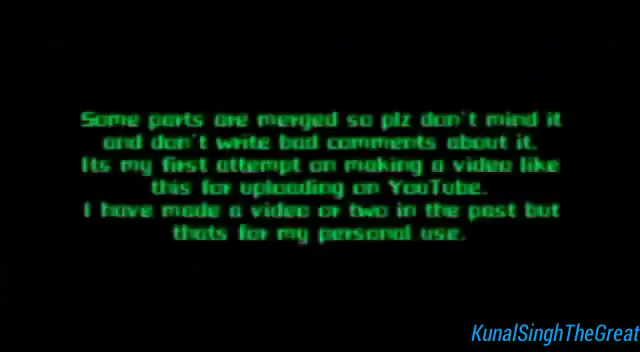 Some parts are merged so plz don't mind it
and don't write bad comments about it.
Its my first attempt on making a video like
this for uploading on YouTube.
I have made a video or two in the past but
thats for my personal use.
KunalSinghTheGreat